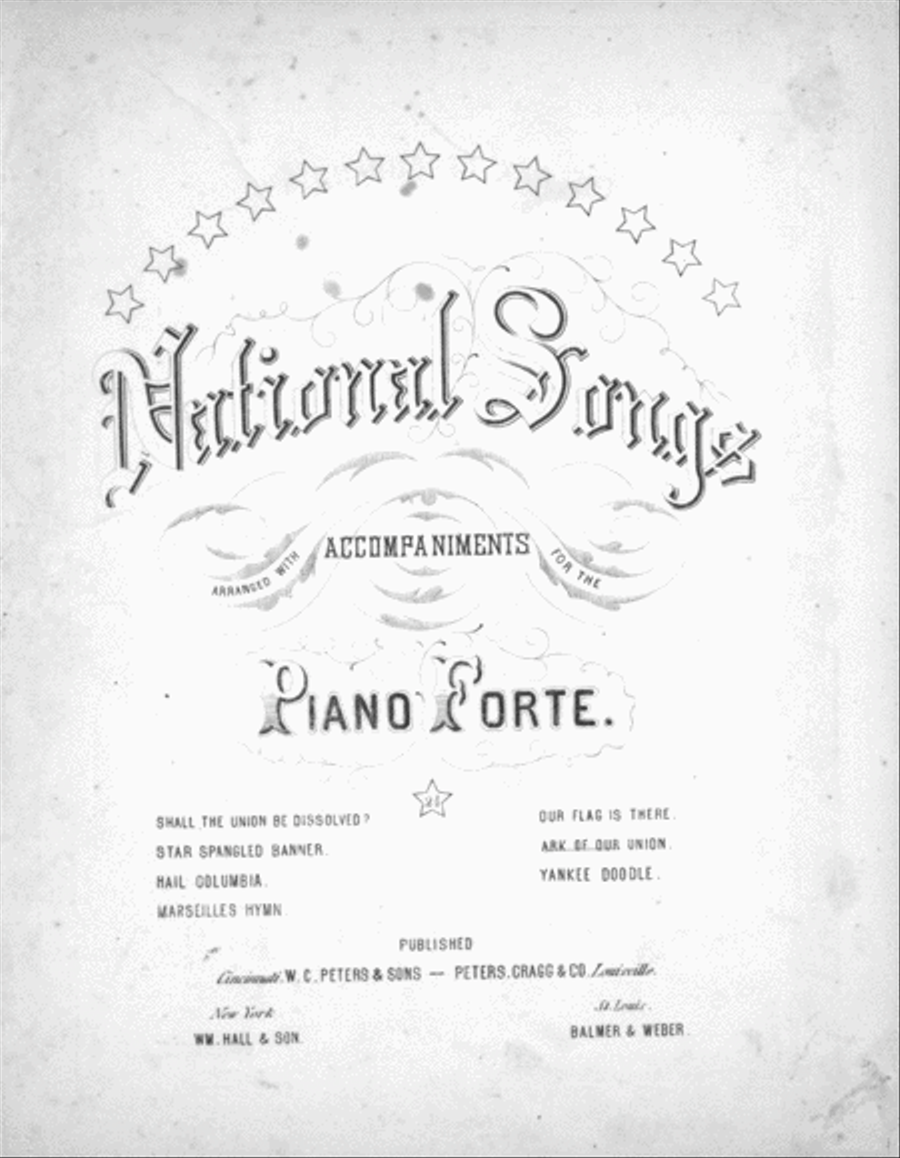 National Songs
ARRANGED WITH ACCOMPANIMENTS FOR THE
PIANO FORTE.
2½
SHALL THE UNION BE DISSOLVED?
STAR SPANGLED BANNER.
HAIL COLUMBIA.
MARSEILLES HYMN.
OUR FLAG IS THERE.
ARK OF OUR UNION.
YANKEE DOODLE.
PUBLISHED
Cincinnati. W. C. PETERS & SONS — PETERS, CRAGG & CO. Louisville.
New York
WM. HALL & SON.
St. Louis.
BALMER & WEBER.